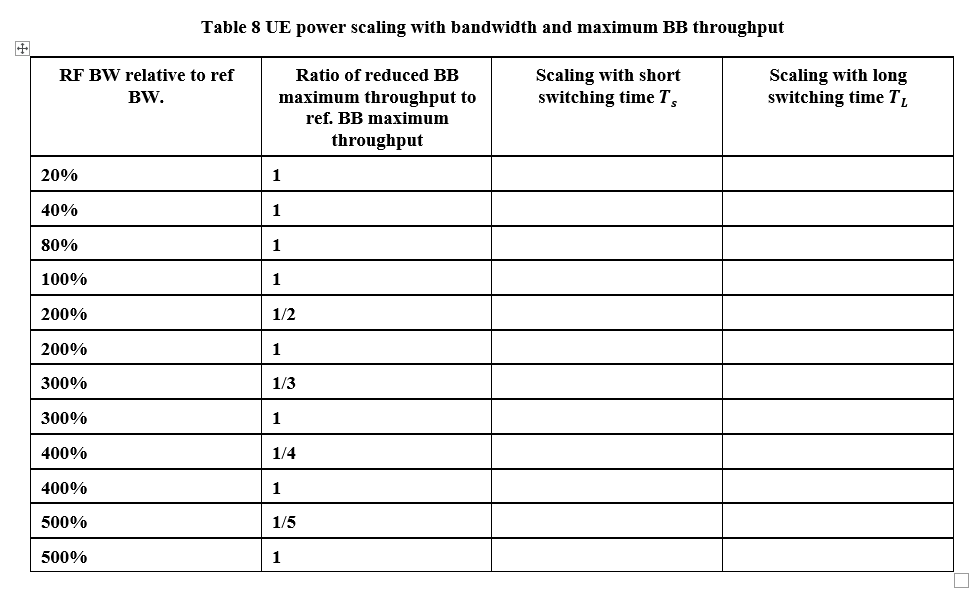 Table 8 UE power scaling with bandwidth and maximum BB throughput
RF BW relative to ref
BW.
Ratio of reduced BB
maximum throughput to
ref. BB maximum
throughput
Scaling with short
switching time Tₛ
Scaling with long
switching time T_L
20% 1
40% 1
80% 1
100% 1
200% 1/2
200% 1
300% 1/3
300% 1
400% 1/4
400% 1
500% 1/5
500% 1